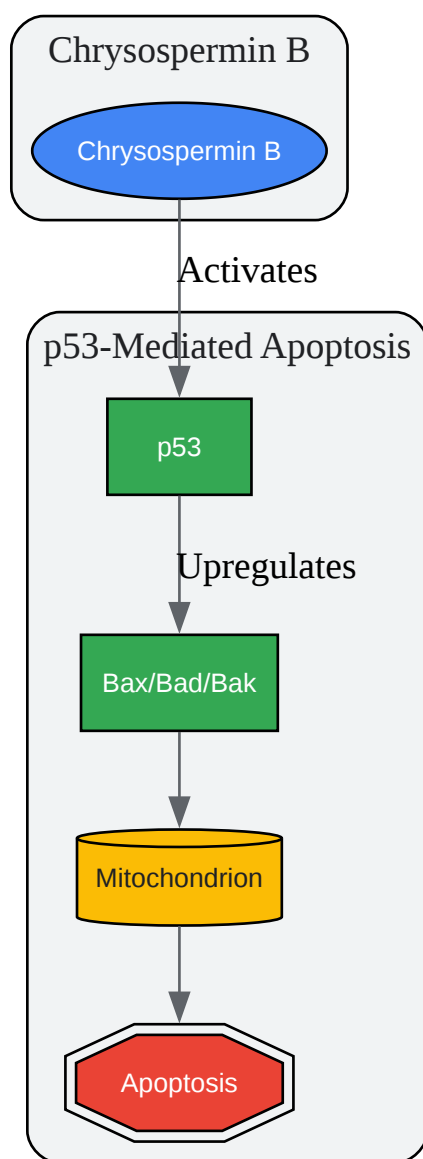 Chrysospermin B
Chrysospermin B
Activates
p53-Mediated Apoptosis
p53
Upregulates
Bax/Bad/Bak
Mitochondrion
Apoptosis